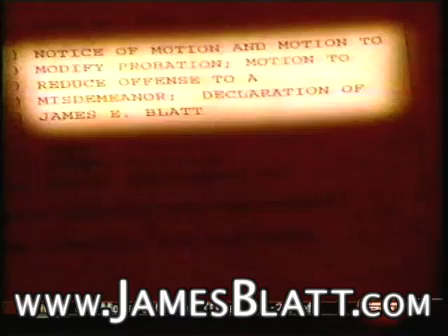 ) NOTICE OF MOTION AND MOTION TO
) MODIFY PROBATION; MOTION TO
) REDUCE OFFENSE TO A
) MISDEMEANOR; DECLARATION OF
) JAMES E. BLATT
www.JamesBlatt.com